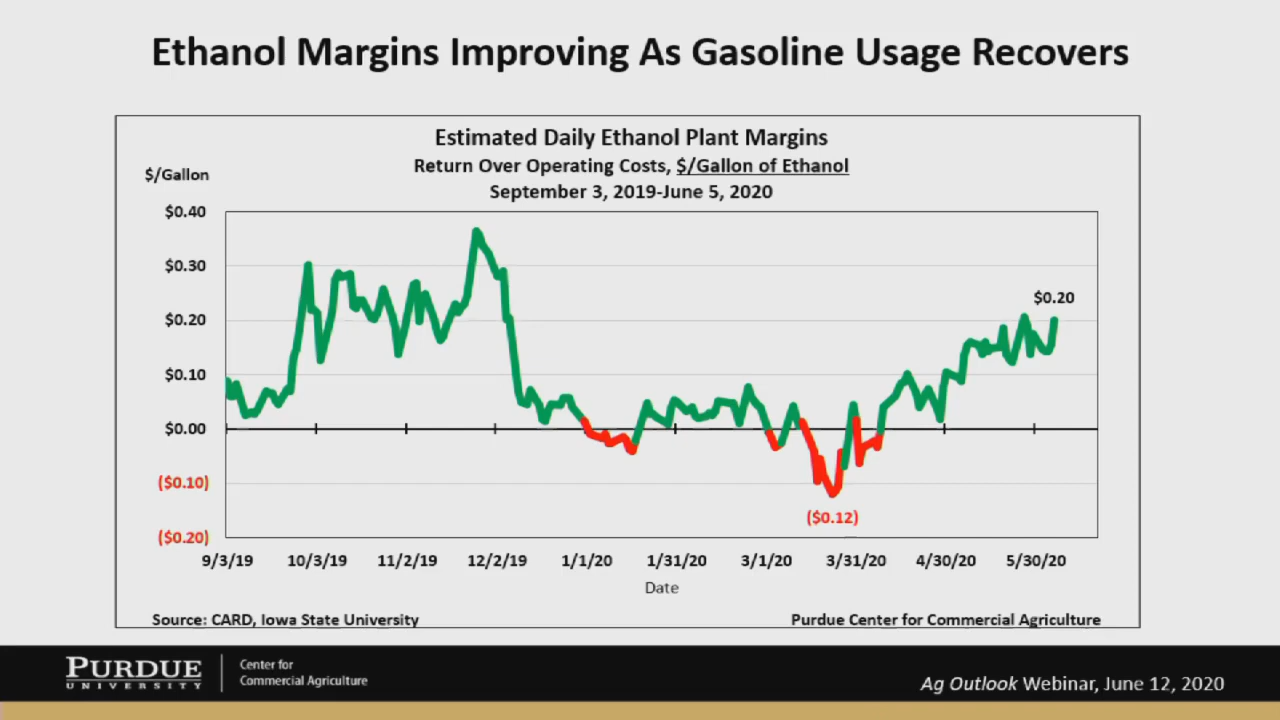 Ethanol Margins Improving As Gasoline Usage Recovers
Estimated Daily Ethanol Plant Margins
Return Over Operating Costs, $/Gallon of Ethanol
September 3, 2019-June 5, 2020
$/Gallon
$0.40
$0.30
$0.20
$0.10
$0.00
($0.10)
($0.20)
$0.20
($0.12)
9/3/19 10/3/19 11/2/19 12/2/19 1/1/20 1/31/20 3/1/20 3/31/20 4/30/20 5/30/20
Date
Source: CARD, Iowa State University
Purdue Center for Commercial Agriculture
PURDUE
UNIVERSITY
Center for
Commercial Agriculture
Ag Outlook Webinar, June 12, 2020